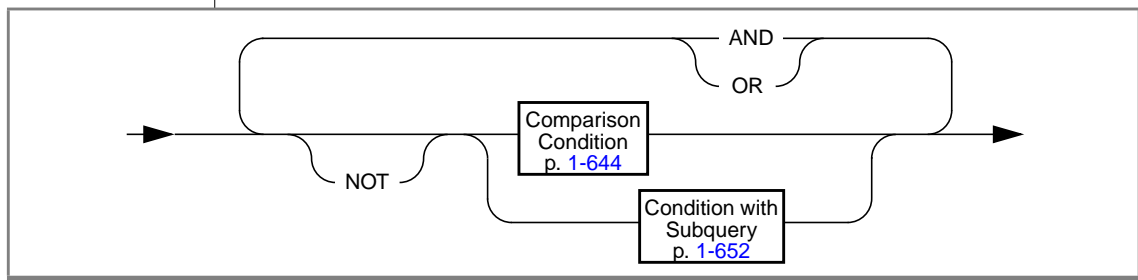 AND
OR
Comparison
Condition
p. 1-644
NOT
Condition with
Subquery
p. 1-652